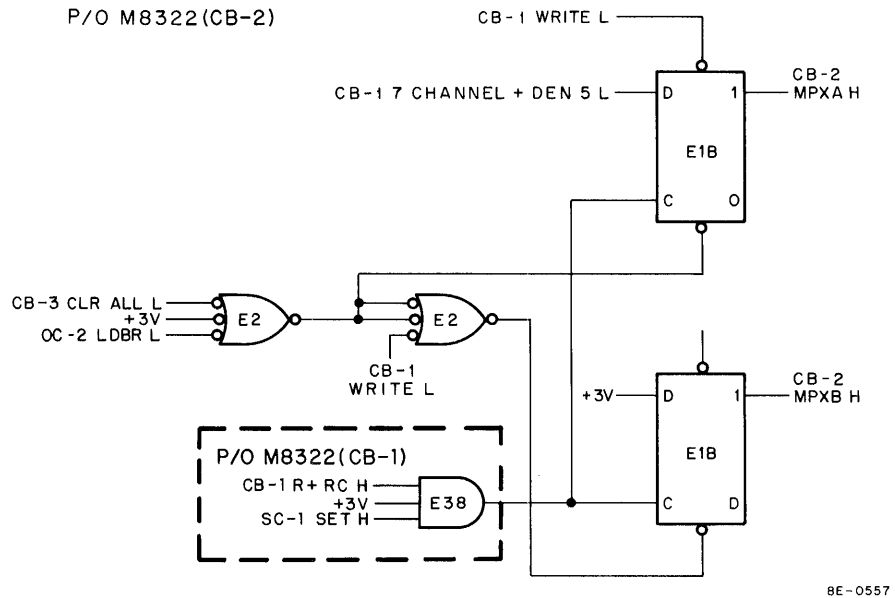 P/O M8322(CB-2)
CB-1 WRITE L
CB-1 7 CHANNEL + DEN 5 L
D
1
CB-2
MPXA H
E1B
C
O
CB-3 CLR ALL L
+3V
OC-2 LDBR L
E2
E2
CB-1
WRITE L
+3V
D
1
CB-2
MPXB H
E1B
C
D
P/O M8322(CB-1)
CB-1 R+RC H
+3V
SC-1 SET H
E38
8E-0557